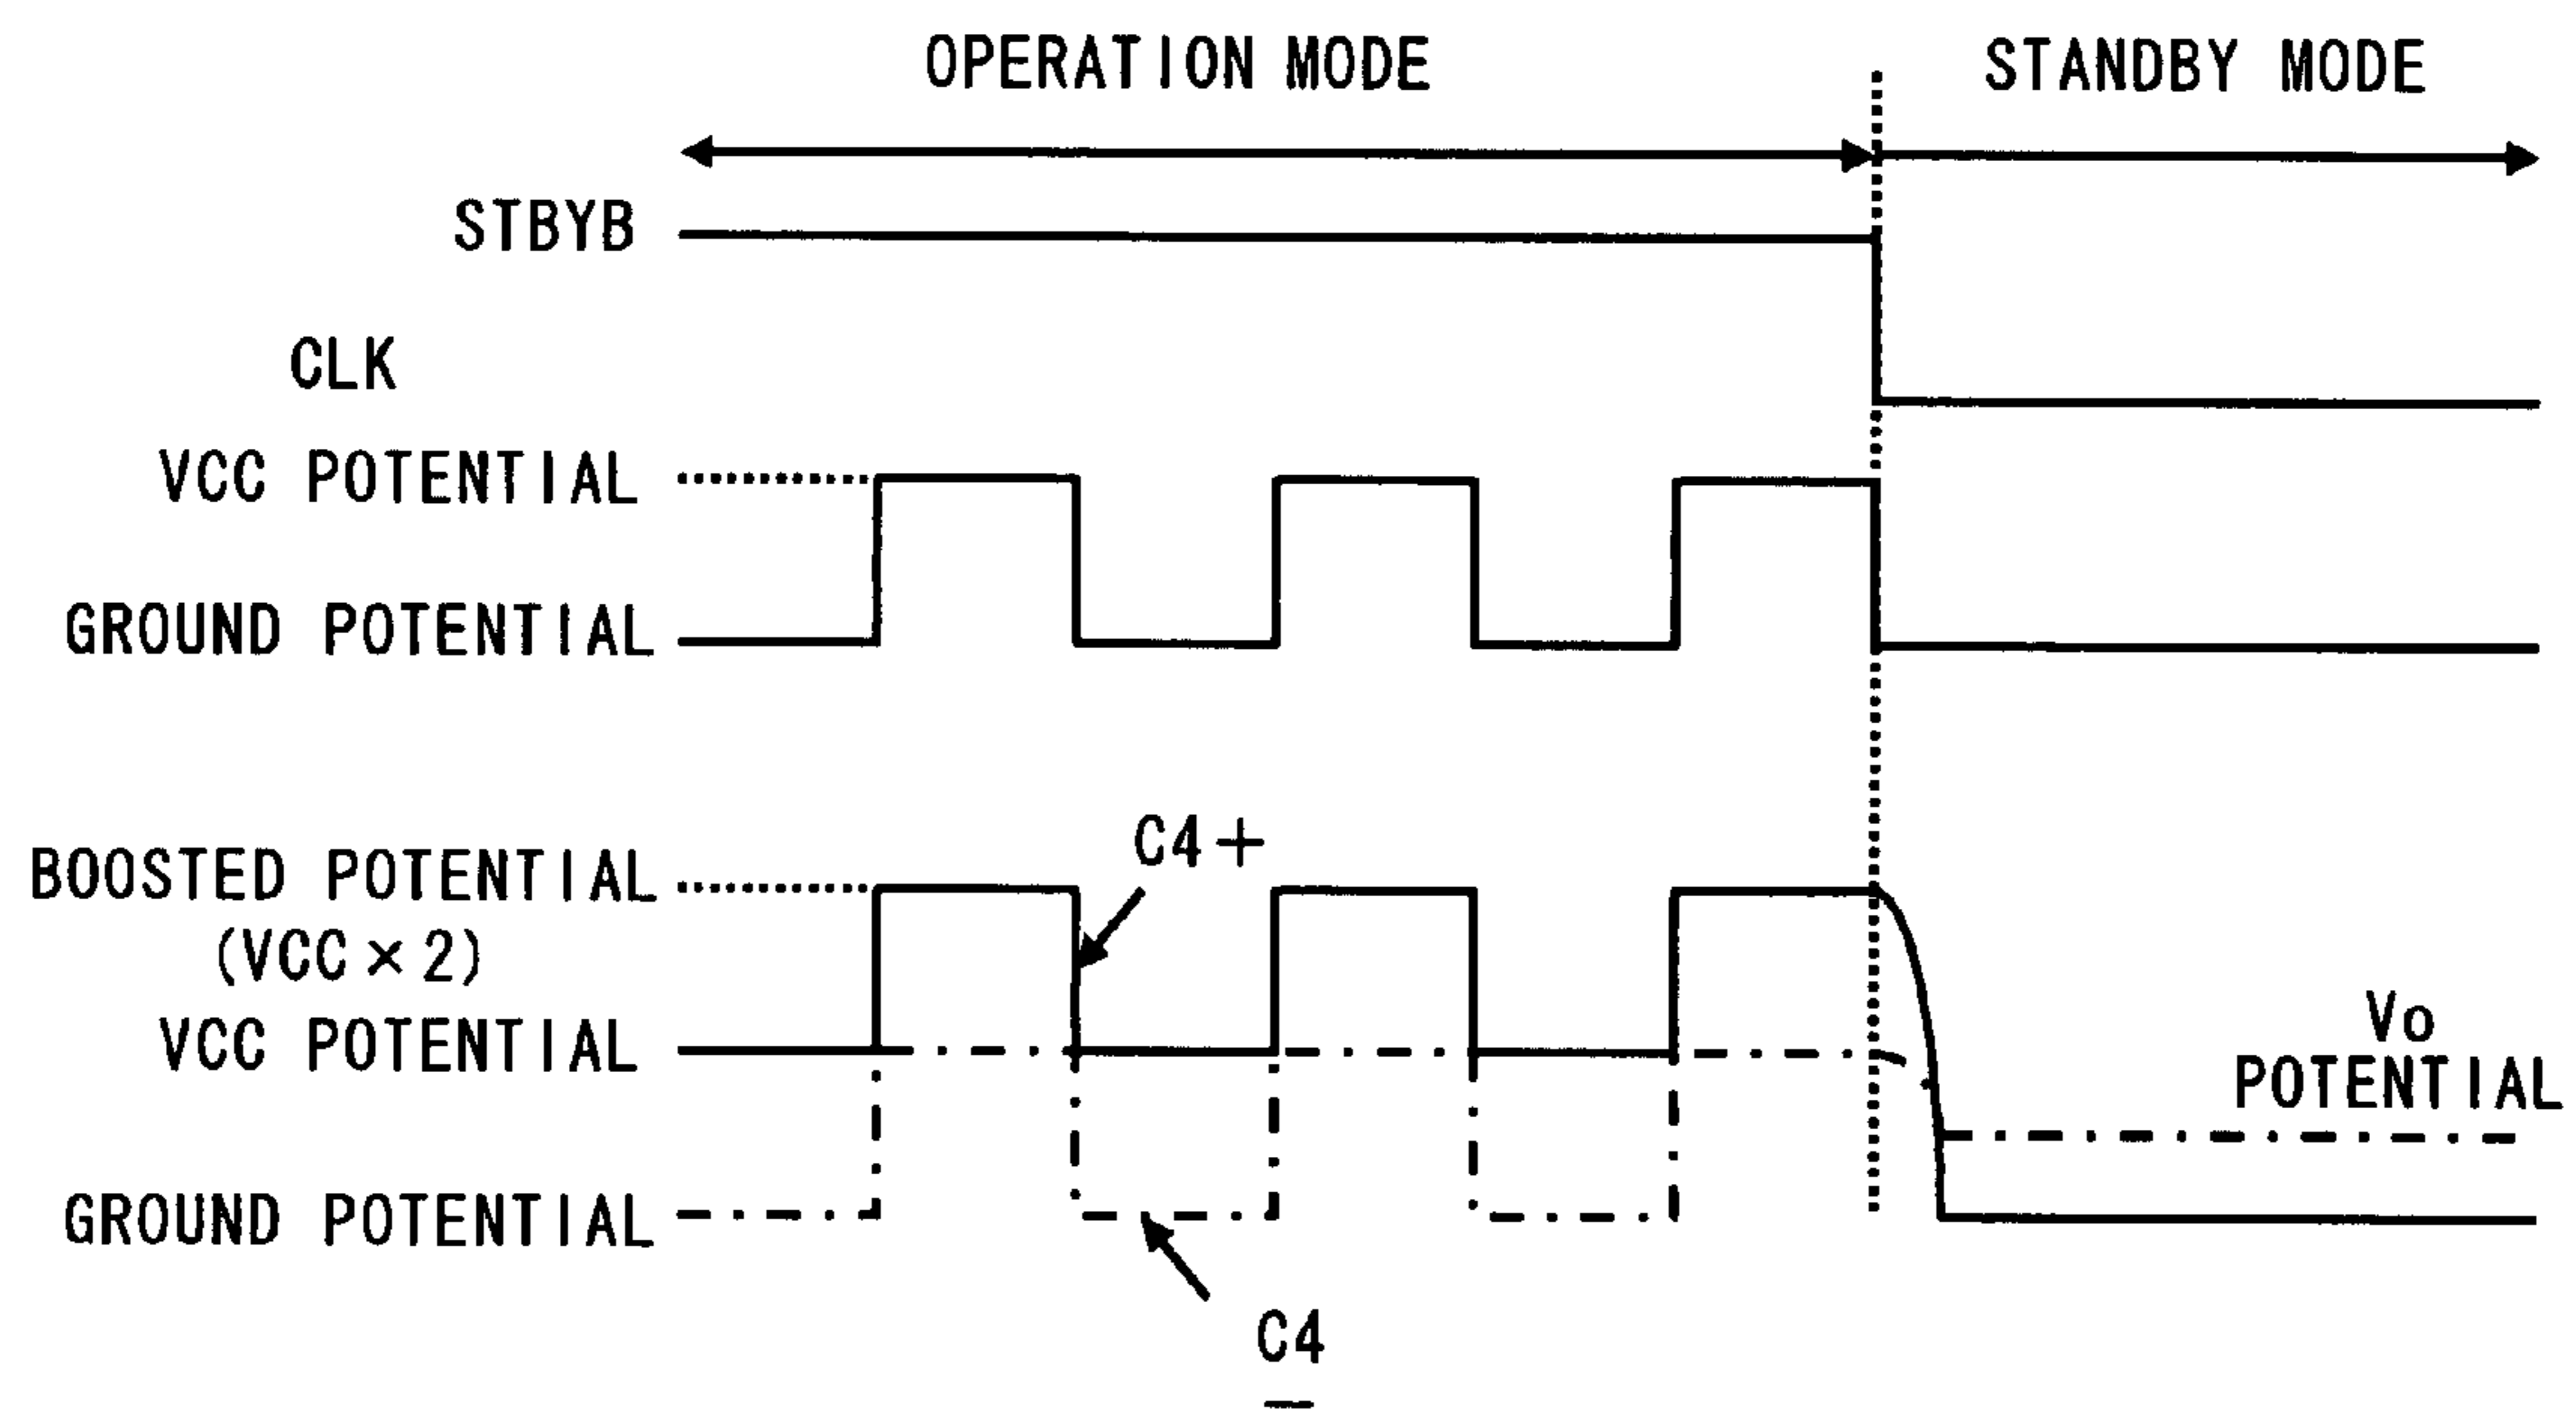 OPERATION MODE
STANDBY MODE
STBYB
CLK
VCC POTENTIAL
GROUND POTENTIAL
C4+
BOOSTED POTENTIAL
(VCC×2)
VCC POTENTIAL
Vo
POTENTIAL
GROUND POTENTIAL
C4
−